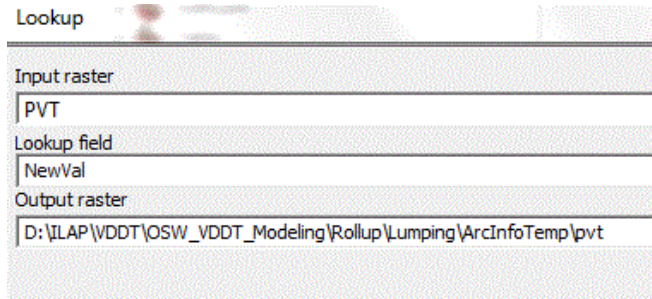 Lookup
Input raster
PVT
Lookup field
NewVal
Output raster
D:\ILAP\VDDT\OSW_VDDT_Modeling\Rollup\Lumping\ArcInfoTemp\pvt